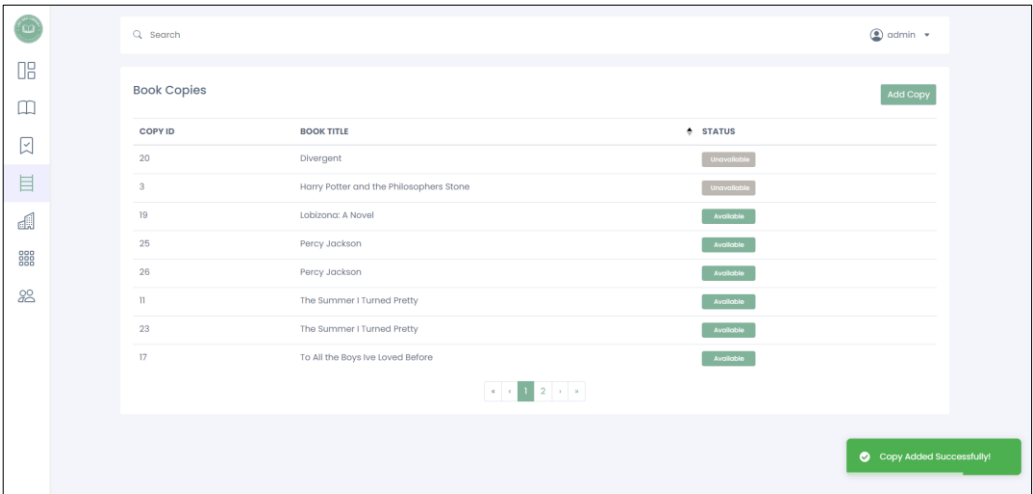 Search
admin
Book Copies
Add Copy
COPY ID BOOK TITLE STATUS
20 Divergent Unavailable
3 Harry Potter and the Philosophers Stone Unavailable
19 Lobizona: A Novel Available
25 Percy Jackson Available
26 Percy Jackson Available
11 The Summer I Turned Pretty Available
23 The Summer I Turned Pretty Available
17 To All the Boys Ive Loved Before Available
« ‹ 1 2 › »
Copy Added Successfully!